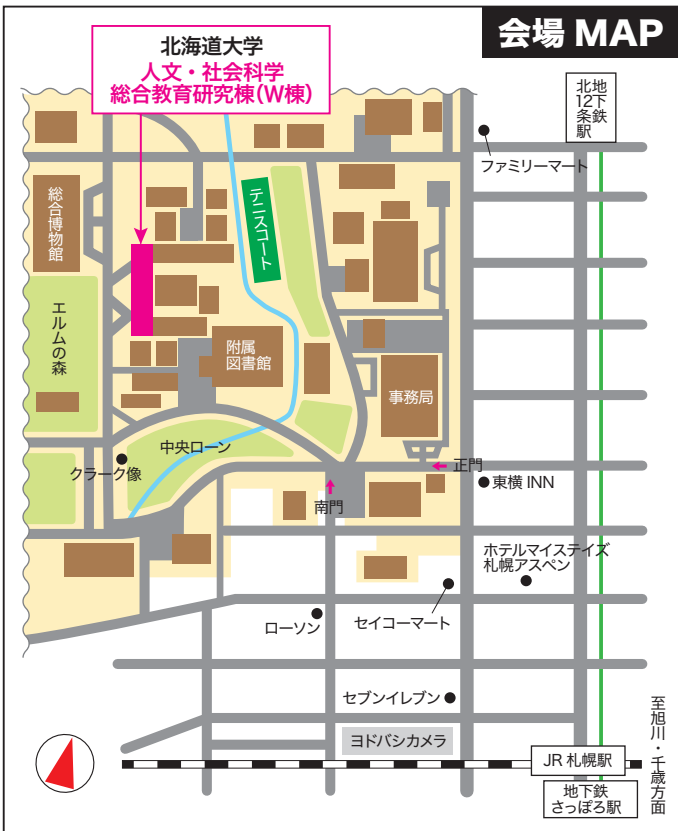 会場 MAP
北海道大学
人文・社会科学
総合教育研究棟(W棟)
北12条駅
地下鉄
ファミリーマート
総合博物館
テニスコート
エルムの森
附属
図書館
事務局
中央ローン
クラーク像
正門
東横 INN
南門
ホテルマイステイズ
札幌アスペン
ローソン
セイコーマート
セブンイレブン
ヨドバシカメラ
至旭川・千歳方面
JR 札幌駅
地下鉄
さっぽろ駅